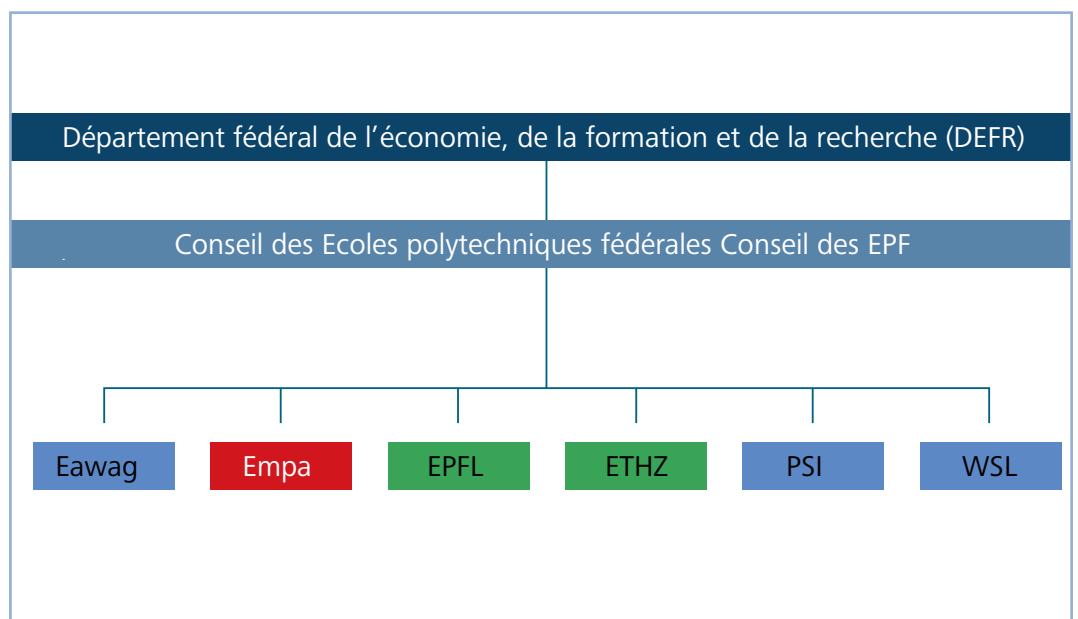 Département fédéral de l’économie, de la formation et de la recherche (DEFR)
Conseil des Ecoles polytechniques fédérales Conseil des EPF
Eawag
Empa
EPFL
ETHZ
PSI
WSL